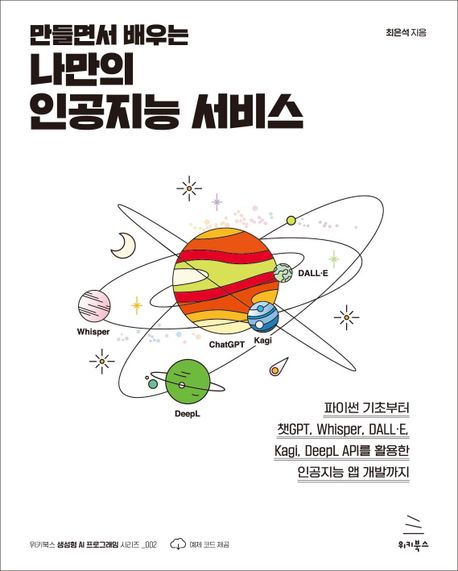 만들면서 배우는
최은석 지음
나만의
인공지능 서비스
DALL·E
Whisper
ChatGPT
Kagi
DeepL
파이썬 기초부터
챗GPT, Whisper, DALL·E,
Kagi, DeepL API를 활용한
인공지능 앱 개발까지
위키북스 생성형 AI 프로그래밍 시리즈 _002
예제 코드 제공
위키북스